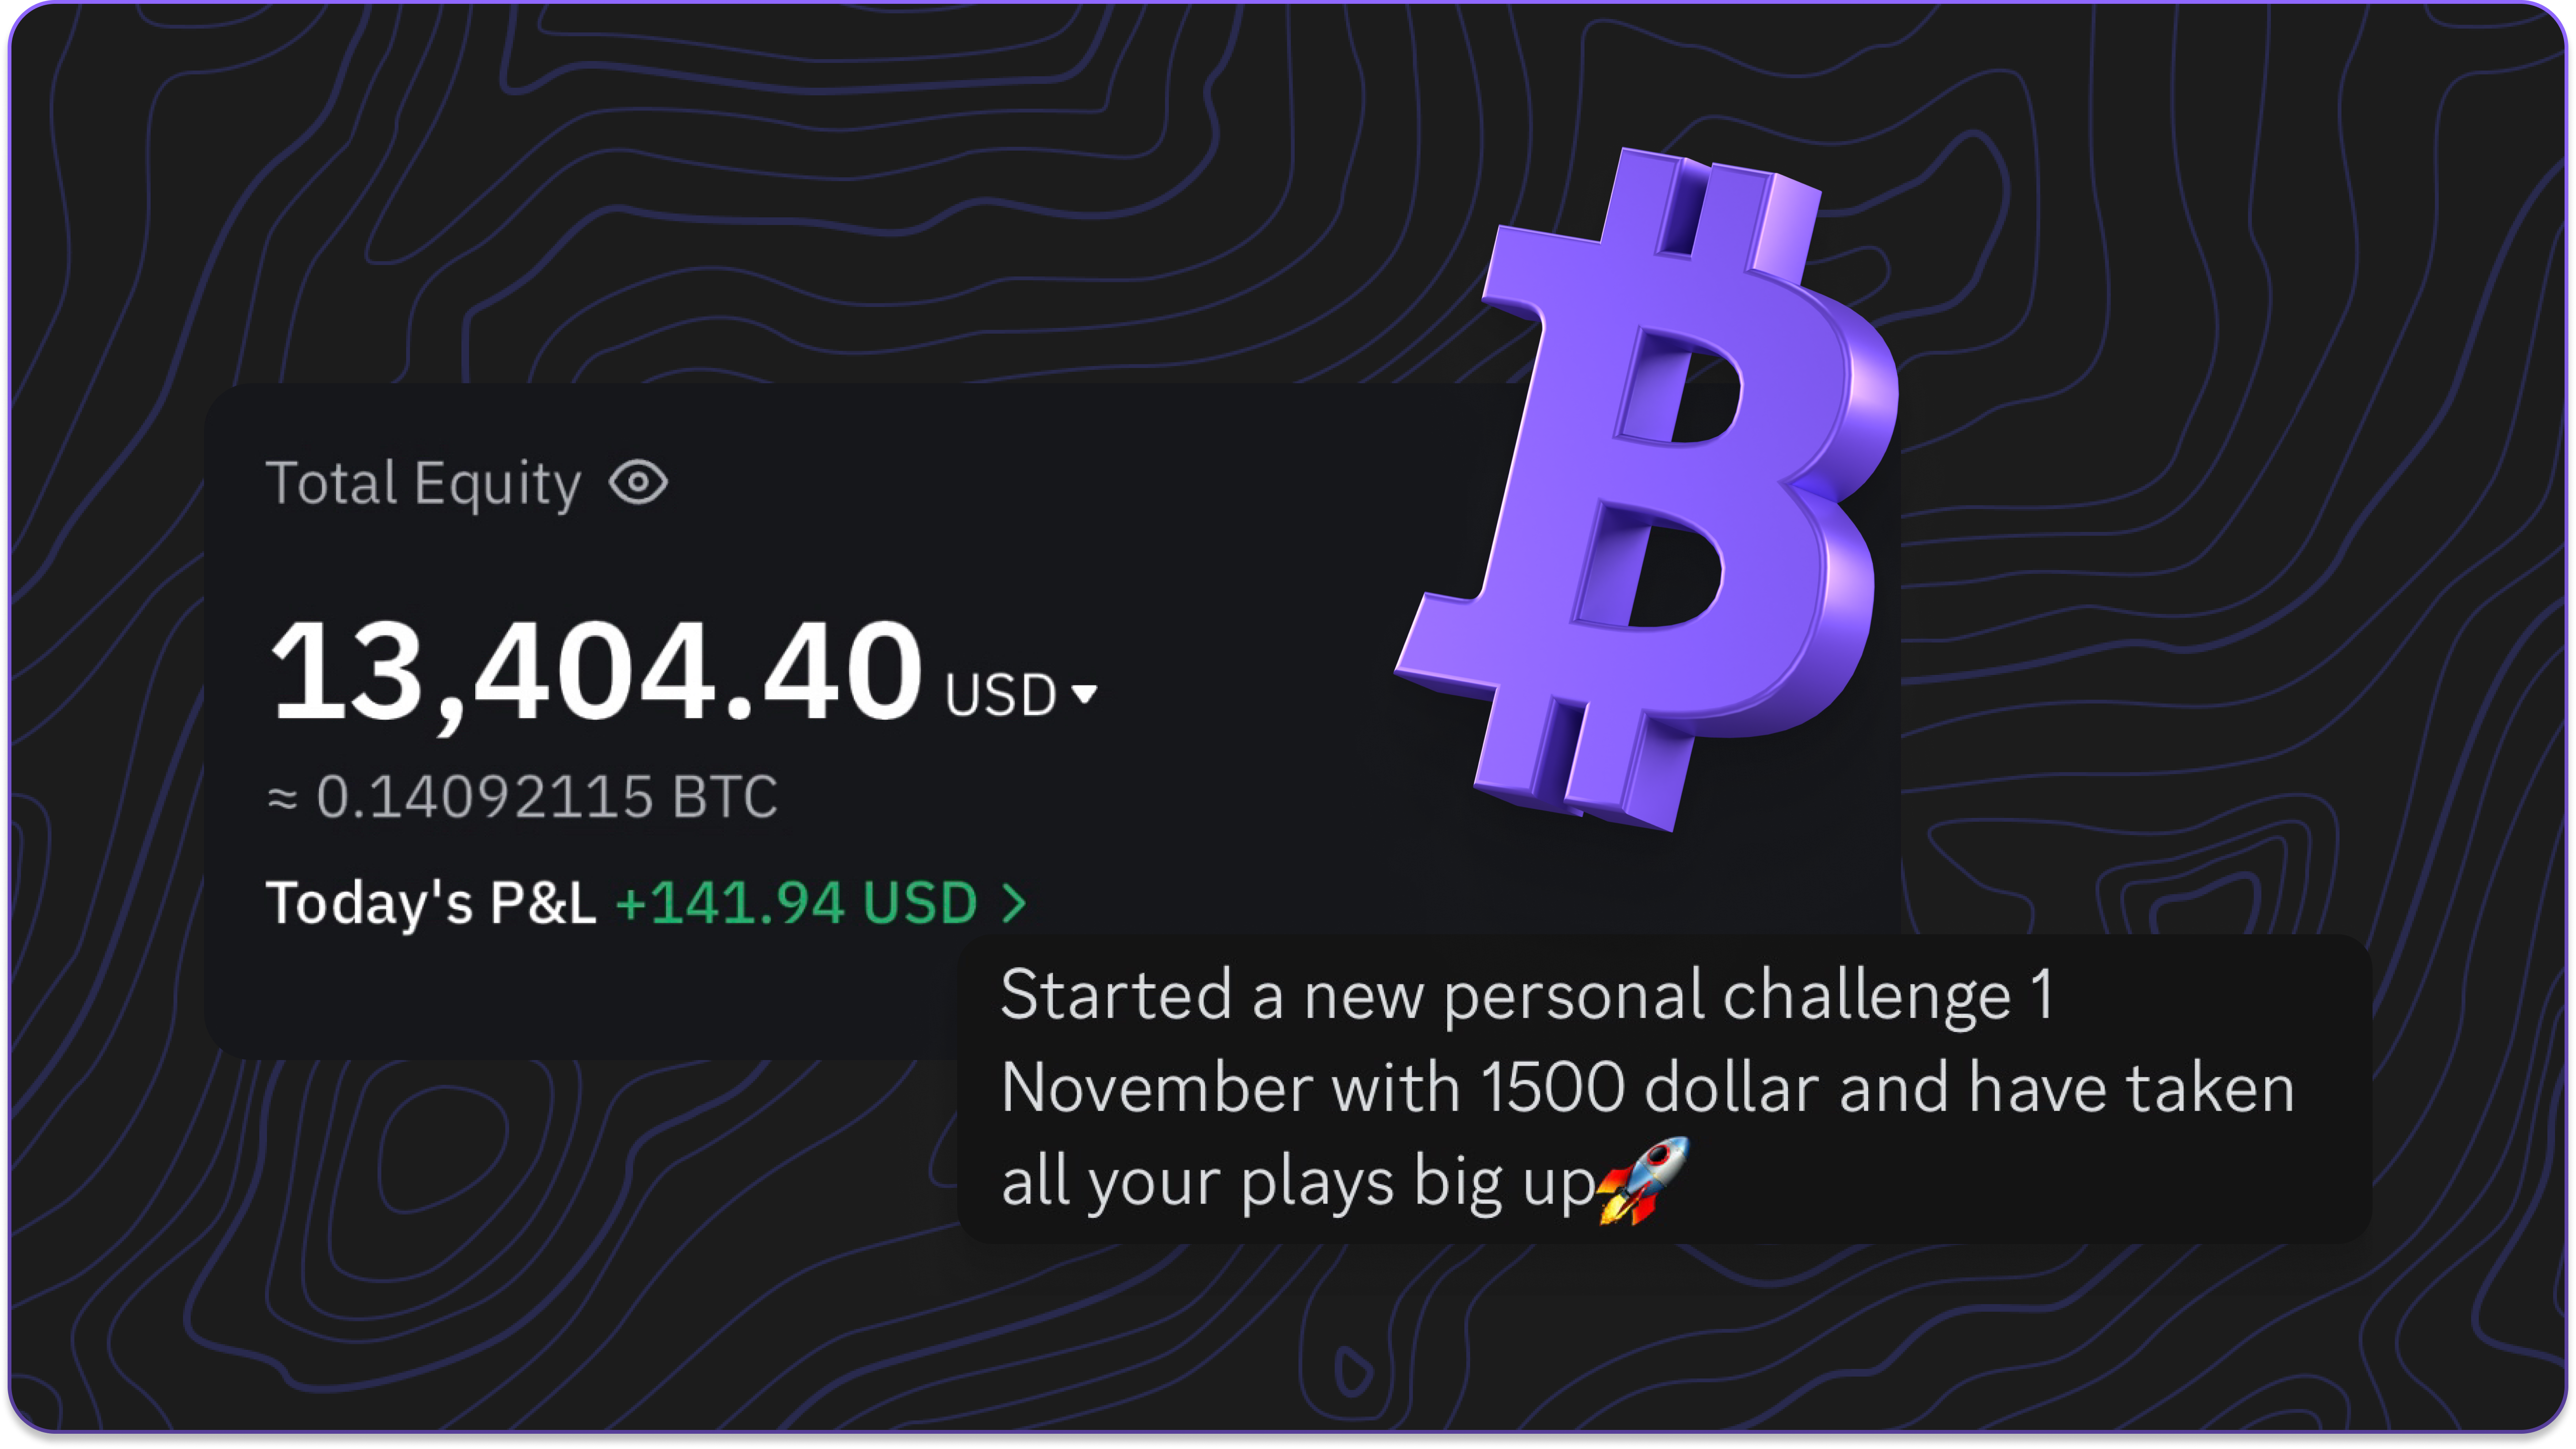 Total Equity
13,404.40 USD
≈ 0.14092115 BTC
Today's P&L +141.94 USD >
Started a new personal challenge 1
November with 1500 dollar and have taken
all your plays big up🚀